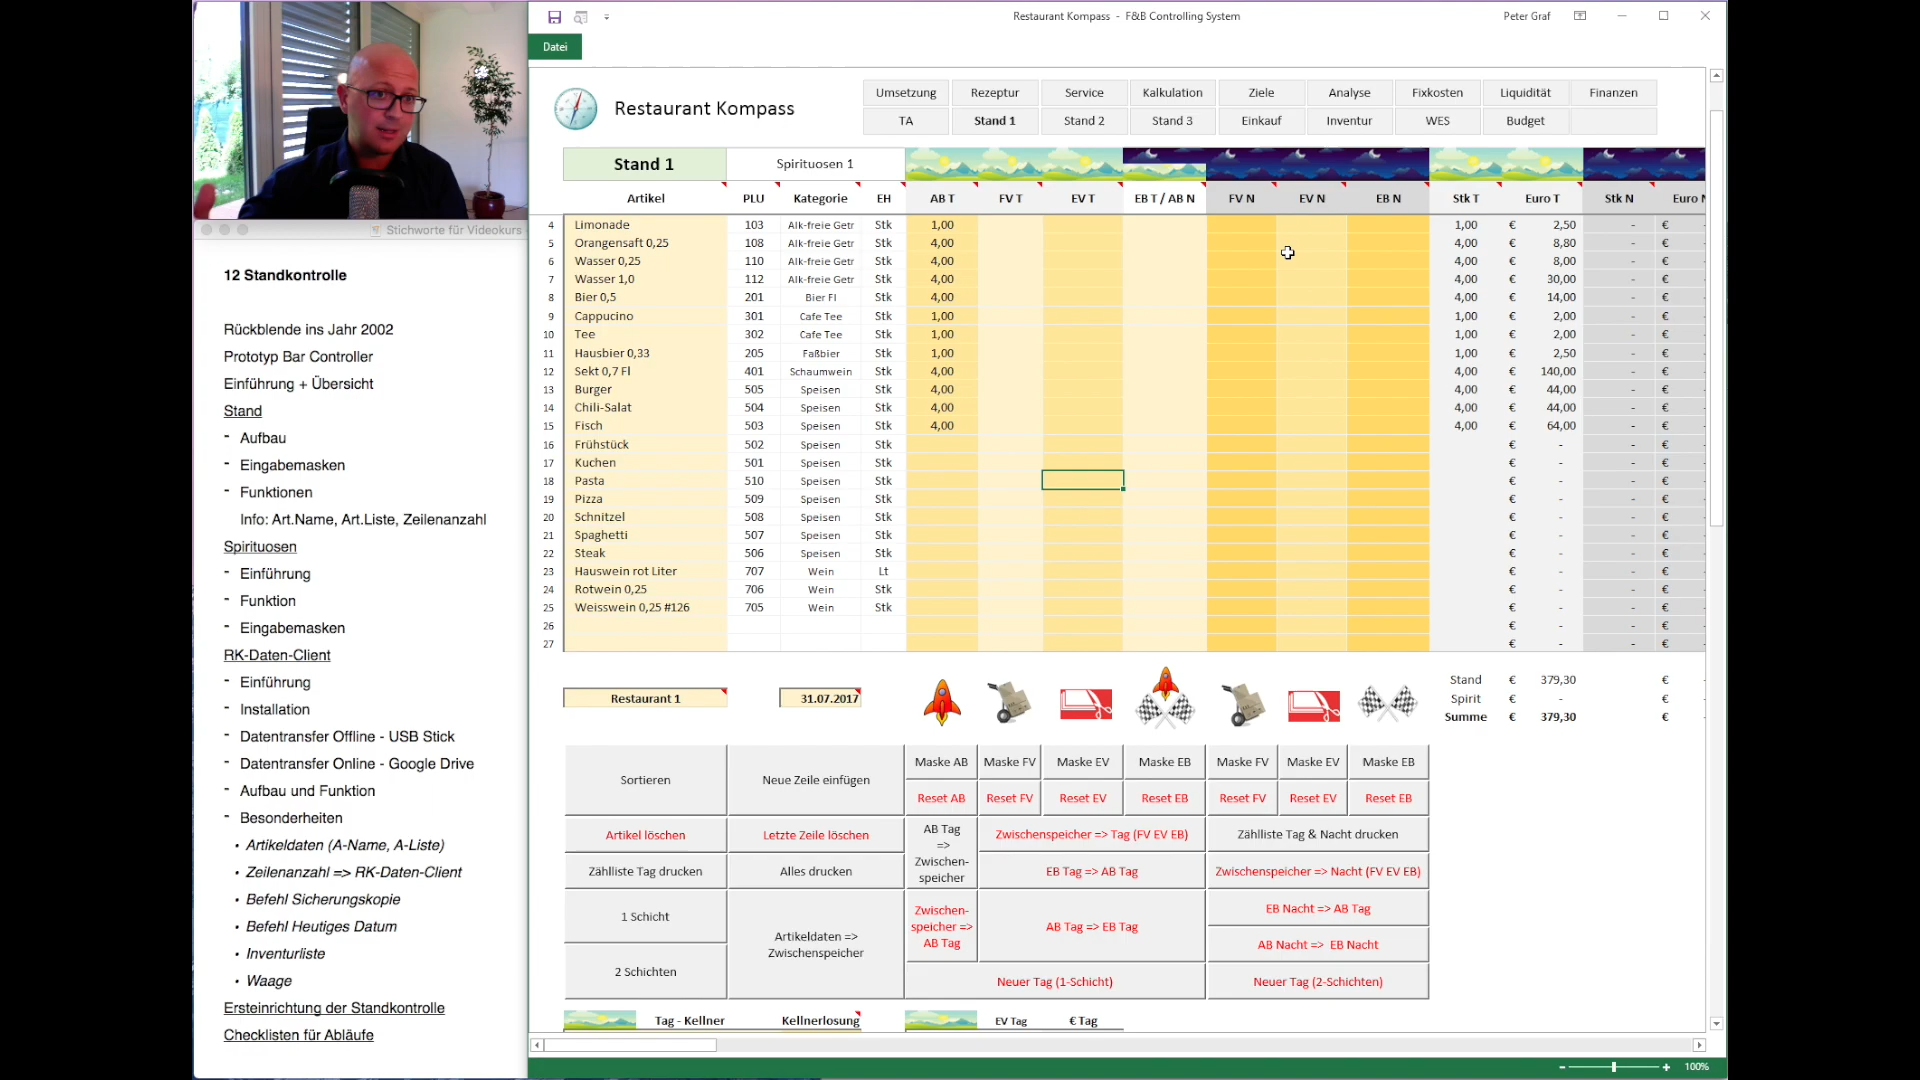 Restaurant Kompass - F&B Controlling System
Peter Graf
Datei
Restaurant Kompass
Umsetzung Rezeptur Service Kalkulation Ziele Analyse Fixkosten Liquidität Finanzen
TA Stand 1 Stand 2 Stand 3 Einkauf Inventur WES Budget
Stand 1 Spirituosen 1
Artikel PLU Kategorie EH AB T FV T EV T EB T / AB N FV N EV N EB N Stk T Euro T Stk N Euro
4 Limonade 103 Alk-freie Getr Stk 1,00 1,00 € 2,50 - €
5 Orangensaft 0,25 108 Alk-freie Getr Stk 4,00 4,00 € 8,80 - €
6 Wasser 0,25 110 Alk-freie Getr Stk 4,00 4,00 € 8,00 - €
7 Wasser 1,0 112 Alk-freie Getr Stk 4,00 4,00 € 30,00 - €
8 Bier 0,5 201 Bier Fl Stk 4,00 4,00 € 14,00 - €
9 Cappucino 301 Cafe Tee Stk 1,00 1,00 € 2,00 - €
10 Tee 302 Cafe Tee Stk 1,00 1,00 € 2,00 - €
11 Hausbier 0,33 205 Faßbier Stk 1,00 1,00 € 2,50 - €
12 Sekt 0,7 Fl 401 Schaumwein Stk 4,00 4,00 € 140,00 - €
13 Burger 505 Speisen Stk 4,00 4,00 € 44,00 - €
14 Chili-Salat 504 Speisen Stk 4,00 4,00 € 44,00 - €
15 Fisch 503 Speisen Stk 4,00 4,00 € 64,00 - €
16 Frühstück 502 Speisen Stk € - - €
17 Kuchen 501 Speisen Stk € - - €
18 Pasta 510 Speisen Stk € - - €
19 Pizza 509 Speisen Stk € - - €
20 Schnitzel 508 Speisen Stk € - - €
21 Spaghetti 507 Speisen Stk € - - €
22 Steak 506 Speisen Stk € - - €
23 Hauswein rot Liter 707 Wein Lt € - - €
24 Rotwein 0,25 706 Wein Stk € - - €
25 Weisswein 0,25 #126 705 Wein Stk € - - €
26 € - - €
27 € - - €
Restaurant 1 31.07.2017
Stand € 379,30 €
Spirit € - €
Summe € 379,30 €
Sortieren Neue Zeile einfügen Maske AB Maske FV Maske EV Maske EB Maske FV Maske EV Maske EB
Reset AB Reset FV Reset EV Reset EB Reset FV Reset EV Reset EB
Artikel löschen Letzte Zeile löschen AB Tag => Zwischen-speicher Zwischenspeicher => Tag (FV EV EB) Zählliste Tag & Nacht drucken
Zählliste Tag drucken Alles drucken EB Tag => AB Tag Zwischenspeicher => Nacht (FV EV EB)
1 Schicht Artikeldaten => Zwischenspeicher Zwischen-speicher => AB Tag AB Tag => EB Tag EB Nacht => AB Tag
AB Nacht => EB Nacht
2 Schichten Neuer Tag (1-Schicht) Neuer Tag (2-Schichten)
Tag - Kellner Kellnerlosung EV Tag € Tag
100%
Stichworte für Videokurs
12 Standkontrolle
Rückblende ins Jahr 2002
Prototyp Bar Controller
Einführung + Übersicht
Stand
- Aufbau
- Eingabemasken
- Funktionen
Info: Art.Name, Art.Liste, Zeilenanzahl
Spirituosen
- Einführung
- Funktion
- Eingabemasken
RK-Daten-Client
- Einführung
- Installation
- Datentransfer Offline - USB Stick
- Datentransfer Online - Google Drive
- Aufbau und Funktion
- Besonderheiten
• Artikeldaten (A-Name, A-Liste)
• Zeilenanzahl => RK-Daten-Client
• Befehl Sicherungskopie
• Befehl Heutiges Datum
• Inventurliste
• Waage
Ersteinrichtung der Standkontrolle
Checklisten für Abläufe